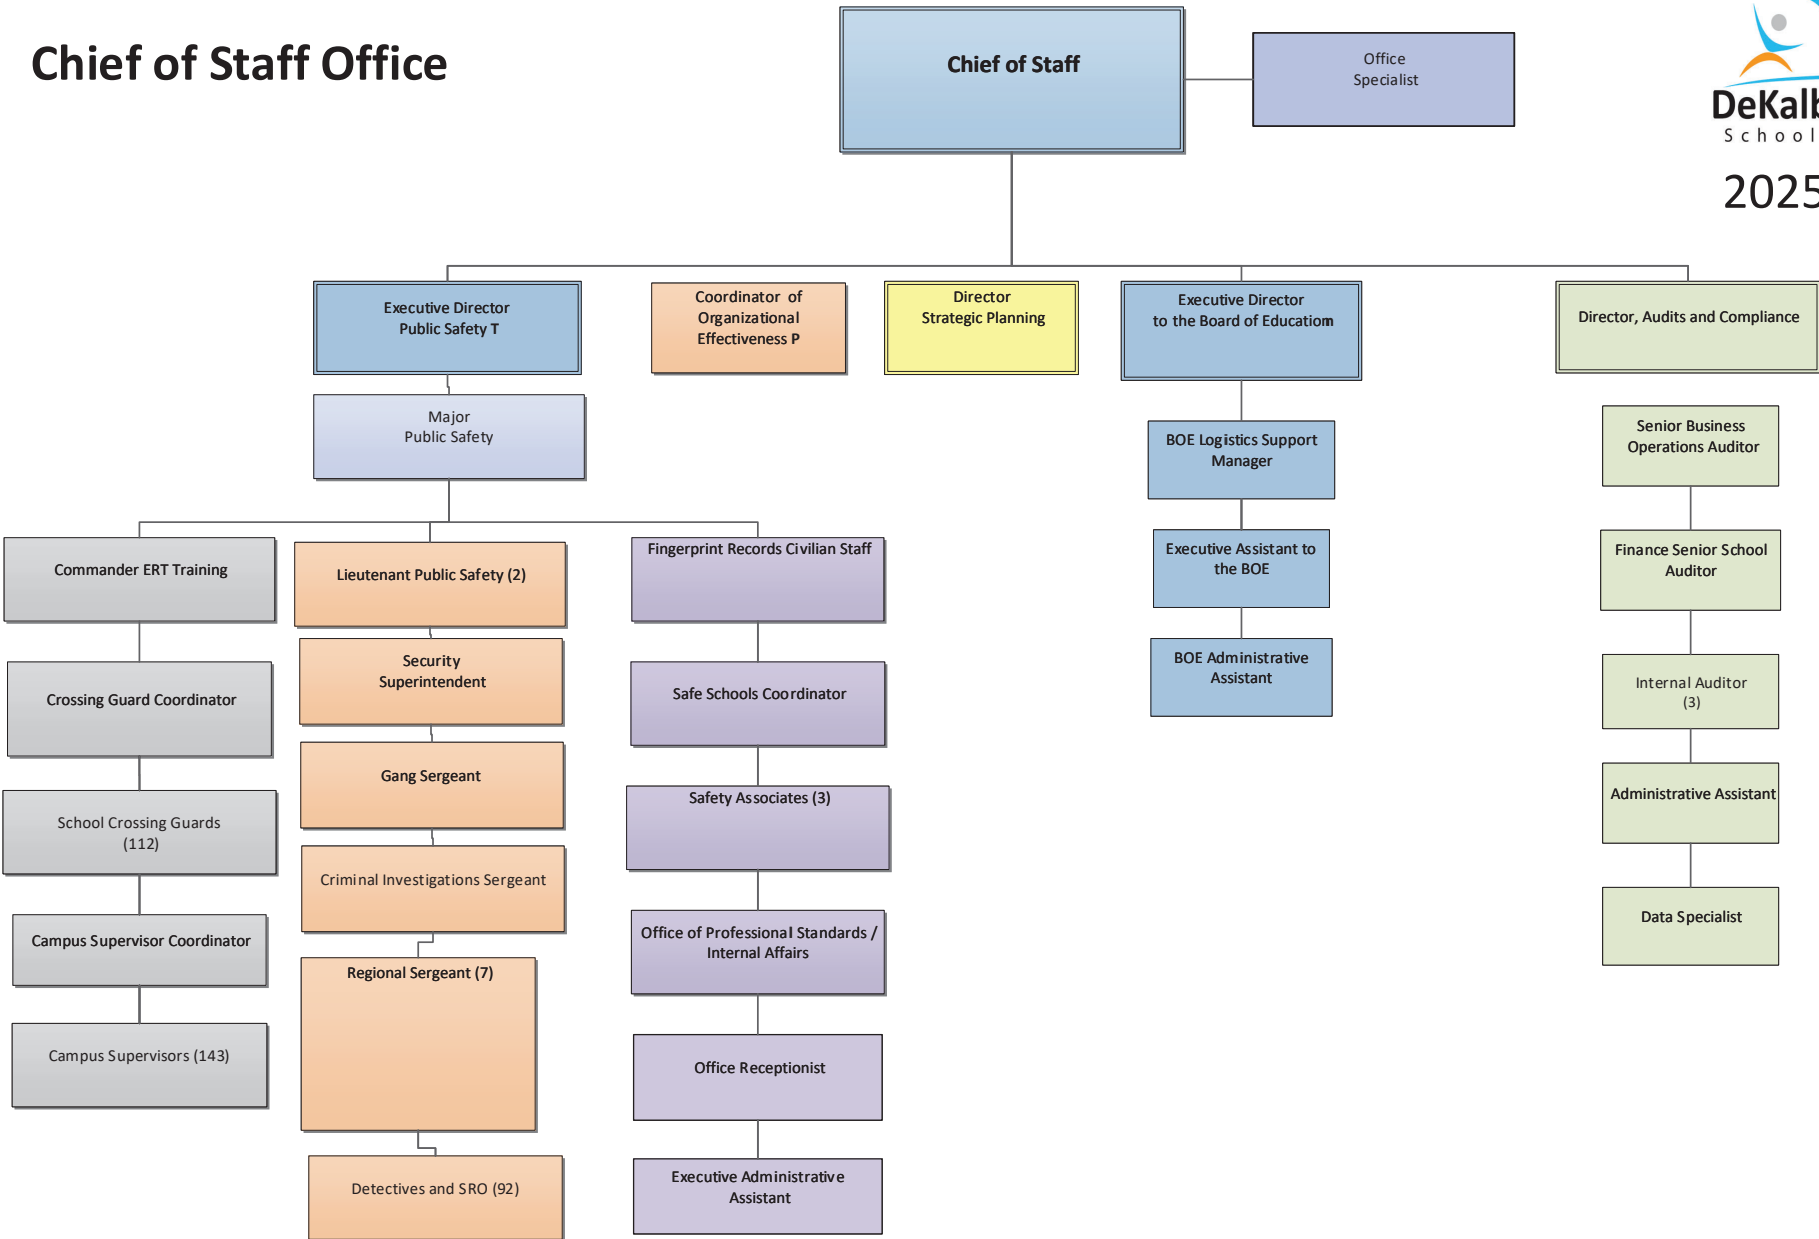 Chief of Staff Office
Chief of Staff
Office
Specialist
DeKalb
School
2025
Executive Director
Public Safety T
Coordinator of
Organizational
Effectiveness P
Director
Strategic Planning
Executive Director
to the Board of Education
Director, Audits and Compliance
Major
Public Safety
BOE Logistics Support
Manager
Executive Assistant to
the BOE
BOE Administrative
Assistant
Senior Business
Operations Auditor
Finance Senior School
Auditor
Internal Auditor
(3)
Administrative Assistant
Data Specialist
Commander ERT Training
Crossing Guard Coordinator
School Crossing Guards
(112)
Campus Supervisor Coordinator
Campus Supervisors (143)
Lieutenant Public Safety (2)
Security
Superintendent
Gang Sergeant
Criminal Investigations Sergeant
Regional Sergeant (7)
Detectives and SRO (92)
Fingerprint Records Civilian Staff
Safe Schools Coordinator
Safety Associates (3)
Office of Professional Standards /
Internal Affairs
Office Receptionist
Executive Administrative
Assistant